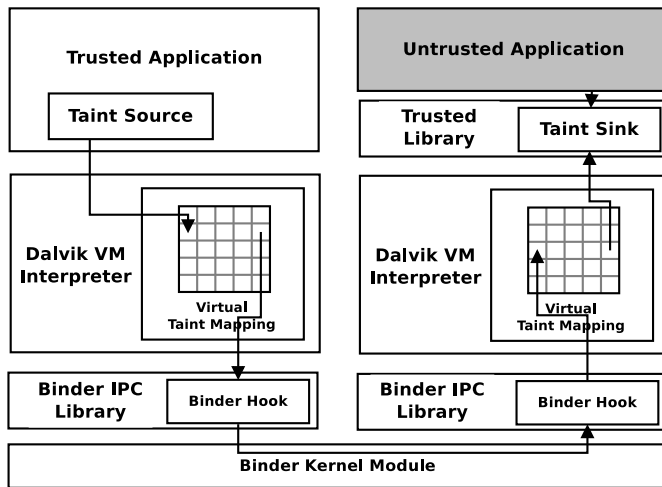 Trusted Application
Taint Source
Dalvik VM
Interpreter
Virtual
Taint Mapping
Binder IPC
Library
Binder Hook
Untrusted Application
Trusted
Library
Taint Sink
Dalvik VM
Interpreter
Virtual
Taint Mapping
Binder IPC
Library
Binder Hook
Binder Kernel Module